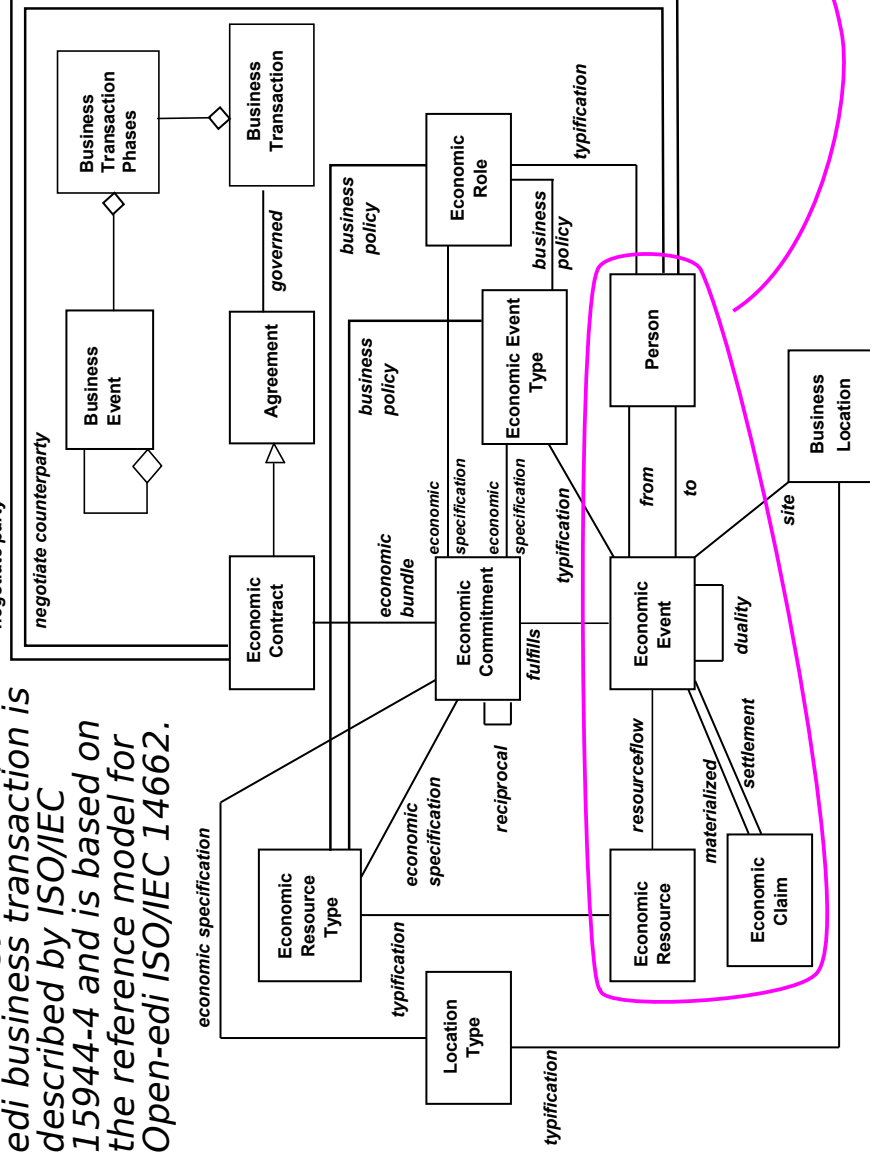 edi business transaction is
described by ISO/IEC
15944-4 and is based on
the reference model for
Open-edi ISO/IEC 14662.
negotiate party
negotiate counterparty
Business
Event
Business
Transaction
Phases
Economic
Contract
Agreement
governed
Business
Transaction
economic specification
Economic
Resource
Type
business
policy
economic
bundle
business
policy
typification
economic
specification
economic
specification
Location
Type
Economic
Commitment
Economic
Role
reciprocal
economic
specification
Economic Event
Type
business
policy
fulfills
typification
typification
typification
resource-flow
from
Economic
Resource
Economic
Event
Person
to
materialized
settlement
duality
Economic
Claim
site
Business
Location